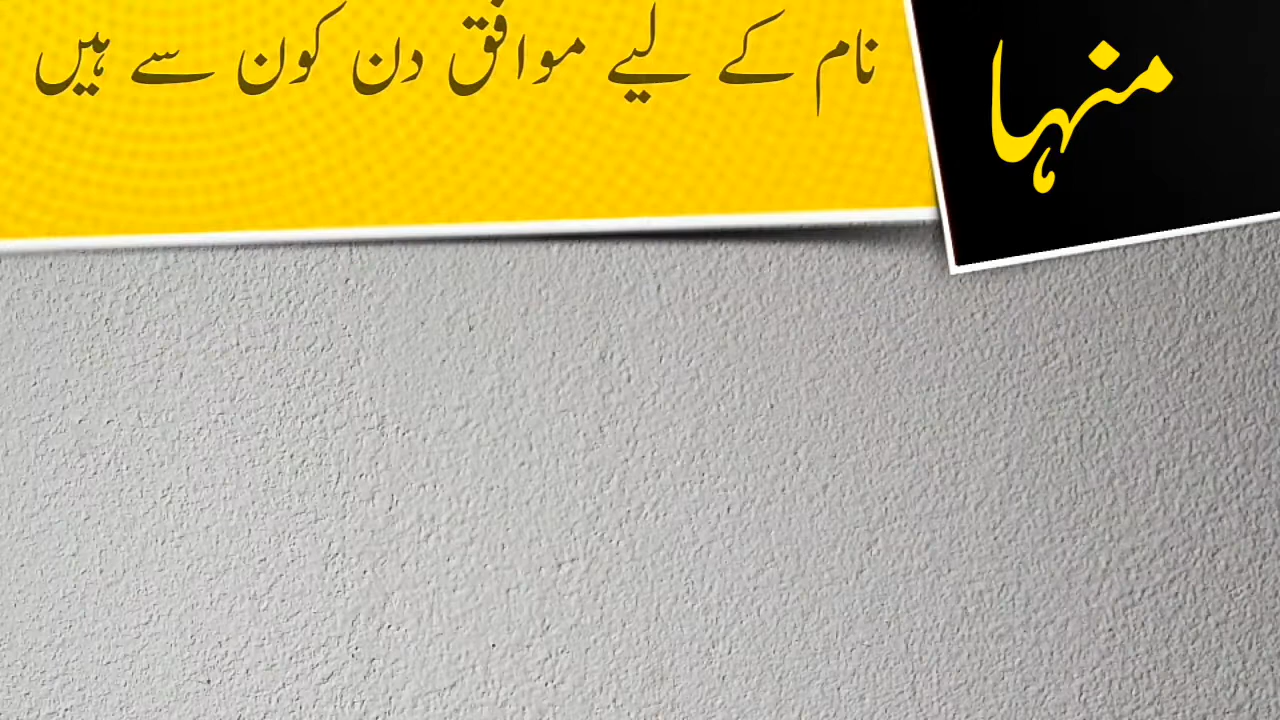 منہا
نام کے لیے موافق دن کون سے ہیں